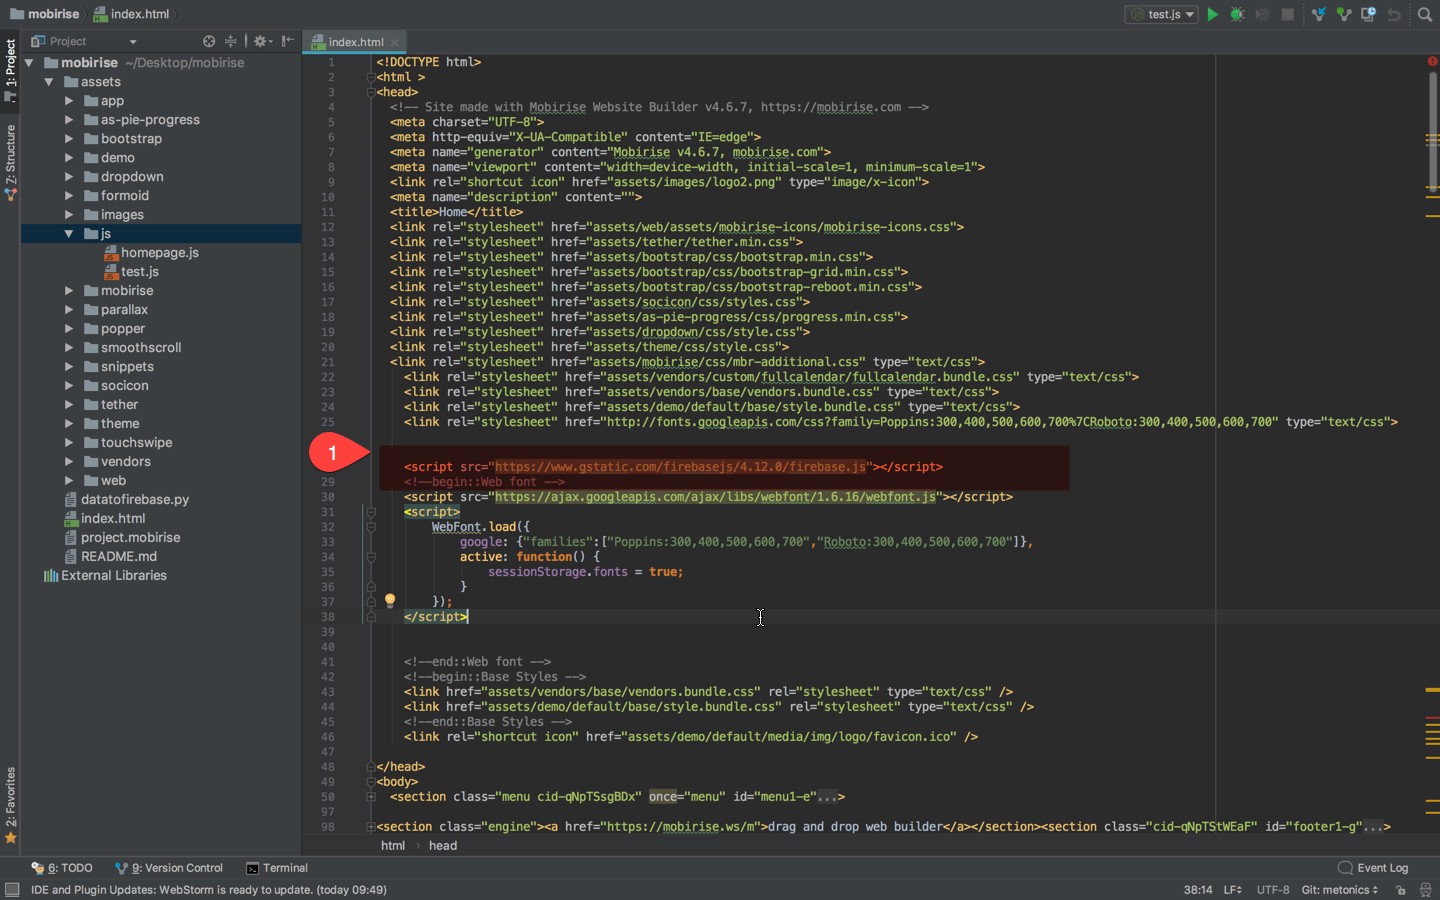 mobirise index.html
test.js
1: Project
Z: Structure
2: Favorites
Project
mobirise ~/Desktop/mobirise
assets
app
as-pie-progress
bootstrap
demo
dropdown
formoid
images
js
homepage.js
test.js
mobirise
parallax
popper
smoothscroll
snippets
socicon
tether
theme
touchswipe
vendors
web
datatofirebase.py
index.html
project.mobirise
README.md
External Libraries
index.html
1 <!DOCTYPE html>
2 <html >
3 <head>
4 <!-- Site made with Mobirise Website Builder v4.6.7, https://mobirise.com -->
5 <meta charset="UTF-8">
6 <meta http-equiv="X-UA-Compatible" content="IE=edge">
7 <meta name="generator" content="Mobirise v4.6.7, mobirise.com">
8 <meta name="viewport" content="width=device-width, initial-scale=1, minimum-scale=1">
9 <link rel="shortcut icon" href="assets/images/logo2.png" type="image/x-icon">
10 <meta name="description" content="">
11 <title>Home</title>
12 <link rel="stylesheet" href="assets/web/assets/mobirise-icons/mobirise-icons.css">
13 <link rel="stylesheet" href="assets/tether/tether.min.css">
14 <link rel="stylesheet" href="assets/bootstrap/css/bootstrap.min.css">
15 <link rel="stylesheet" href="assets/bootstrap/css/bootstrap-grid.min.css">
16 <link rel="stylesheet" href="assets/bootstrap/css/bootstrap-reboot.min.css">
17 <link rel="stylesheet" href="assets/socicon/css/styles.css">
18 <link rel="stylesheet" href="assets/as-pie-progress/css/progress.min.css">
19 <link rel="stylesheet" href="assets/dropdown/css/style.css">
20 <link rel="stylesheet" href="assets/theme/css/style.css">
21 <link rel="stylesheet" href="assets/mobirise/css/mbr-additional.css" type="text/css">
22 <link rel="stylesheet" href="assets/vendors/custom/fullcalendar/fullcalendar.bundle.css" type="text/css">
23 <link rel="stylesheet" href="assets/vendors/base/vendors.bundle.css" type="text/css">
24 <link rel="stylesheet" href="assets/demo/default/base/style.bundle.css" type="text/css">
25 <link rel="stylesheet" href="http://fonts.googleapis.com/css?family=Poppins:300,400,500,600,700%7CRoboto:300,400,500,600,700" type="text/css">
1
<script src="https://www.gstatic.com/firebasejs/4.12.0/firebase.js"></script>
29 <!--begin::Web font -->
30 <script src="https://ajax.googleapis.com/ajax/libs/webfont/1.6.16/webfont.js"></script>
31 <script>
32 WebFont.load({
33 google: {"families":["Poppins:300,400,500,600,700","Roboto:300,400,500,600,700"]},
34 active: function() {
35 sessionStorage.fonts = true;
36 }
37 });
38 </script>
39
40
41 <!--end::Web font -->
42 <!--begin::Base Styles -->
43 <link href="assets/vendors/base/vendors.bundle.css" rel="stylesheet" type="text/css" />
44 <link href="assets/demo/default/base/style.bundle.css" rel="stylesheet" type="text/css" />
45 <!--end::Base Styles -->
46 <link rel="shortcut icon" href="assets/demo/default/media/img/logo/favicon.ico" />
47
48 </head>
49 <body>
50 <section class="menu cid-qNpTSsgBDx" once="menu" id="menu1-e"...>
97
98 <section class="engine"><a href="https://mobirise.ws/m">drag and drop web builder</a></section><section class="cid-qNpTStWEaF" id="footer1-g"...>
html › head
6: TODO 9: Version Control Terminal Event Log
IDE and Plugin Updates: WebStorm is ready to update. (today 09:49) 38:14 LF UTF-8 Git: metonics